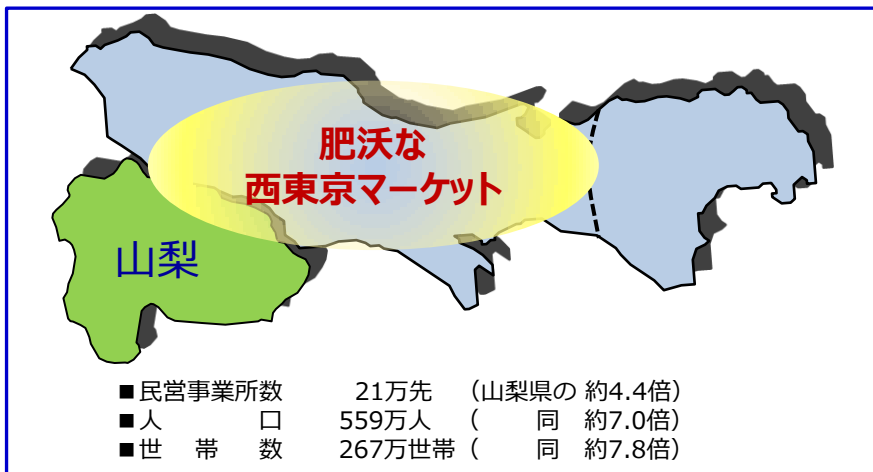 肥沃な
西東京マーケット
山梨
■民営事業所数 21万先 （山梨県の 約4.4倍）
■人 口 559万人 （ 同 約7.0倍）
■世 帯 数 267万世帯（ 同 約7.8倍）